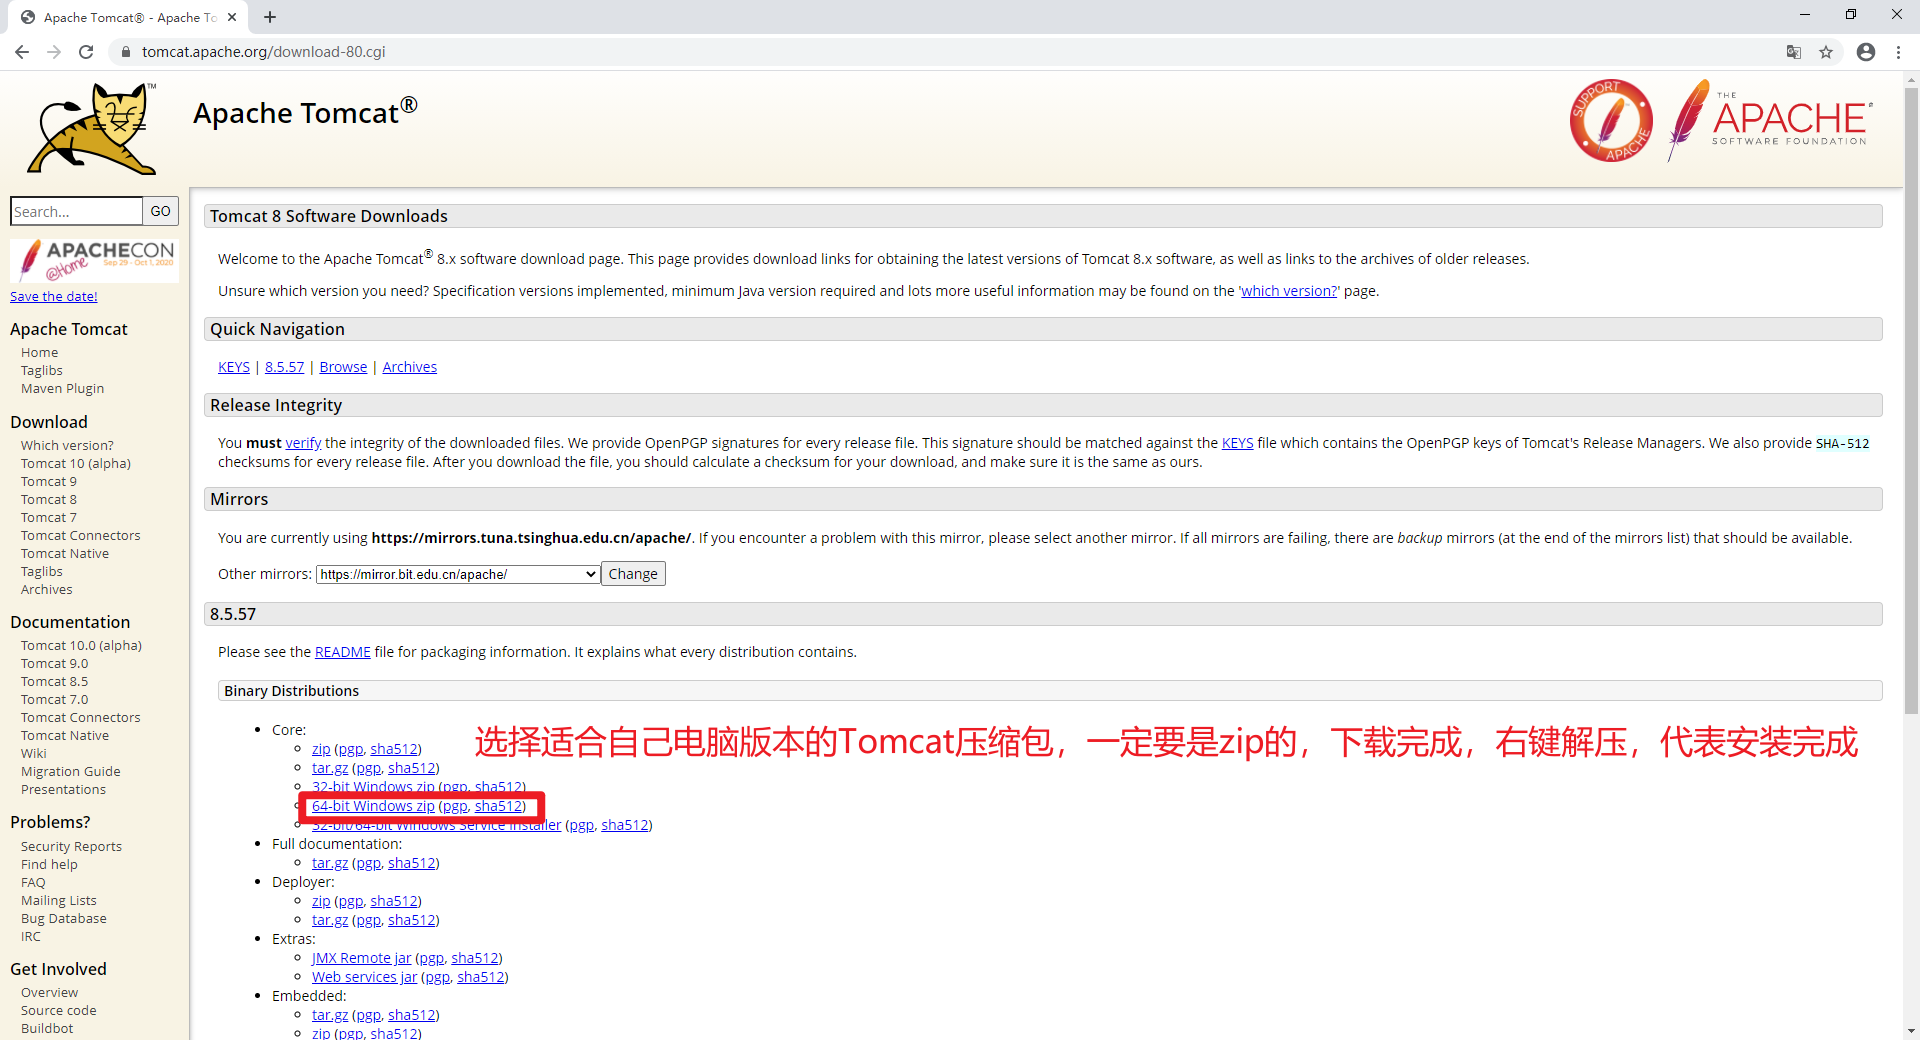 Apache Tomcat® - Apache To
tomcat.apache.org/download-80.cgi
TM
Apache Tomcat®
SUPPORT APACHE
THE
APACHE®
SOFTWARE FOUNDATION
Search...
GO
APACHECON
@Home
Sep 29 - Oct 1, 2020
Save the date!
Apache Tomcat
Home
Taglibs
Maven Plugin
Download
Which version?
Tomcat 10 (alpha)
Tomcat 9
Tomcat 8
Tomcat 7
Tomcat Connectors
Tomcat Native
Taglibs
Archives
Documentation
Tomcat 10.0 (alpha)
Tomcat 9.0
Tomcat 8.5
Tomcat 7.0
Tomcat Connectors
Tomcat Native
Wiki
Migration Guide
Presentations
Problems?
Security Reports
Find help
FAQ
Mailing Lists
Bug Database
IRC
Get Involved
Overview
Source code
Buildbot
Tomcat 8 Software Downloads
Welcome to the Apache Tomcat® 8.x software download page. This page provides download links for obtaining the latest versions of Tomcat 8.x software, as well as links to the archives of older releases.
Unsure which version you need? Specification versions implemented, minimum Java version required and lots more useful information may be found on the 'which version?' page.
Quick Navigation
KEYS | 8.5.57 | Browse | Archives
Release Integrity
You must verify the integrity of the downloaded files. We provide OpenPGP signatures for every release file. This signature should be matched against the KEYS file which contains the OpenPGP keys of Tomcat's Release Managers. We also provide SHA-512
checksums for every release file. After you download the file, you should calculate a checksum for your download, and make sure it is the same as ours.
Mirrors
You are currently using https://mirrors.tuna.tsinghua.edu.cn/apache/. If you encounter a problem with this mirror, please select another mirror. If all mirrors are failing, there are backup mirrors (at the end of the mirrors list) that should be available.
Other mirrors: https://mirror.bit.edu.cn/apache/ Change
8.5.57
Please see the README file for packaging information. It explains what every distribution contains.
Binary Distributions
Core:
zip (pgp, sha512)
选择适合自己电脑版本的Tomcat压缩包，一定要是zip的，下载完成，右键解压，代表安装完成
tar.gz (pgp, sha512)
32-bit Windows zip (pgp, sha512)
64-bit Windows zip (pgp, sha512)
32-bit/64-bit Windows Service Installer (pgp, sha512)
Full documentation:
tar.gz (pgp, sha512)
Deployer:
zip (pgp, sha512)
tar.gz (pgp, sha512)
Extras:
JMX Remote jar (pgp, sha512)
Web services jar (pgp, sha512)
Embedded:
tar.gz (pgp, sha512)
zip (pgp, sha512)